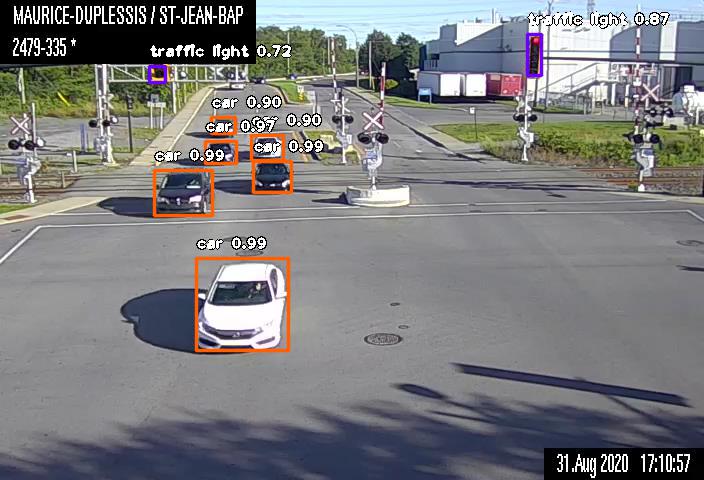 MAURICE-DUPLESSIS / ST-JEAN-BAP
2479-335 *
traffic light 0.87
traffic light 0.72
car 0.90
0.90
car 0.97
car 0.99
car 0.99
car 0.99
31.Aug 2020 17:10:57